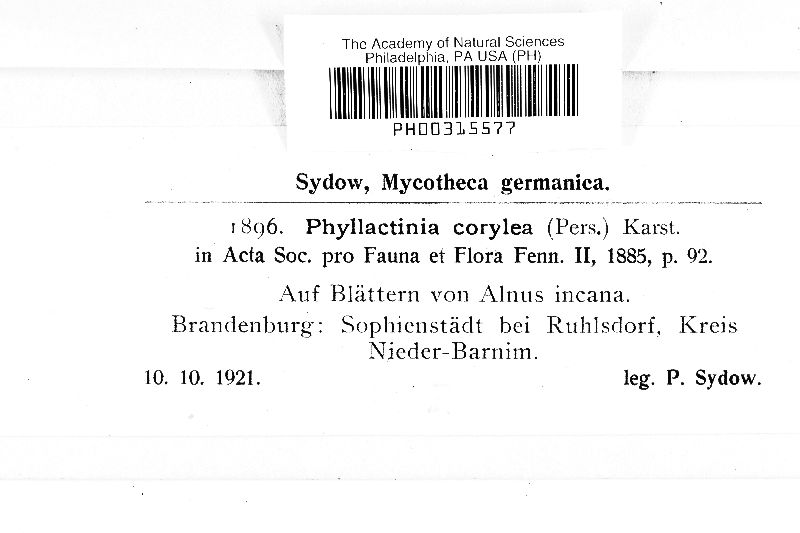 The Academy of Natural Sciences
Philadelphia, PA USA (PH)
PH00315577
Sydow, Mycotheca germanica.
1896. Phyllactinia corylea (Pers.) Karst.
in Acta Soc. pro Fauna et Flora Fenn. II, 1885, p. 92.
Auf Blättern von Alnus incana.
Brandenburg: Sophienstädt bei Ruhlsdorf, Kreis
Nieder-Barnim.
10. 10. 1921. leg. P. Sydow.